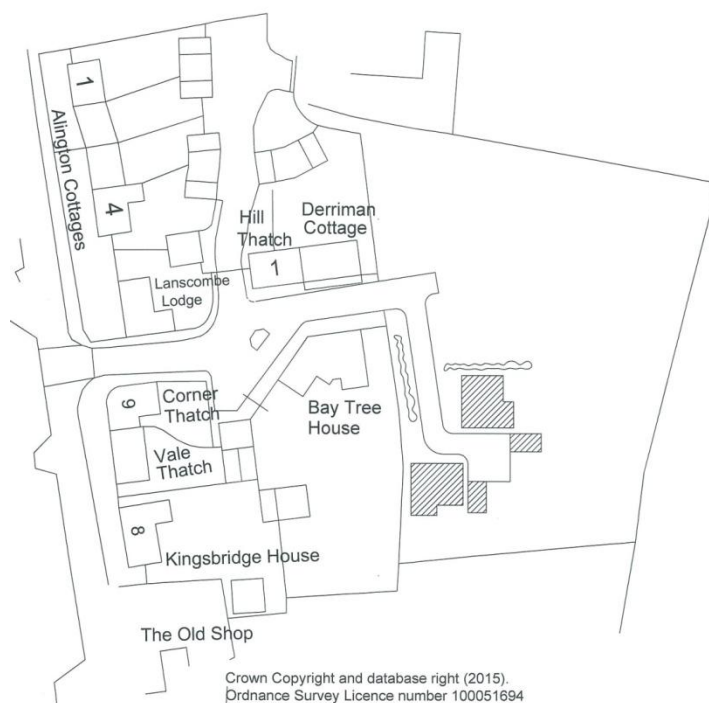 1
Alington Cottages
4
Hill
Thatch
Derriman
Cottage
1
Lanscombe
Lodge
9
Corner
Thatch
Bay Tree
House
Vale
Thatch
8
Kingsbridge House
The Old Shop
Crown Copyright and database right (2015).
Ordnance Survey Licence number 100051694